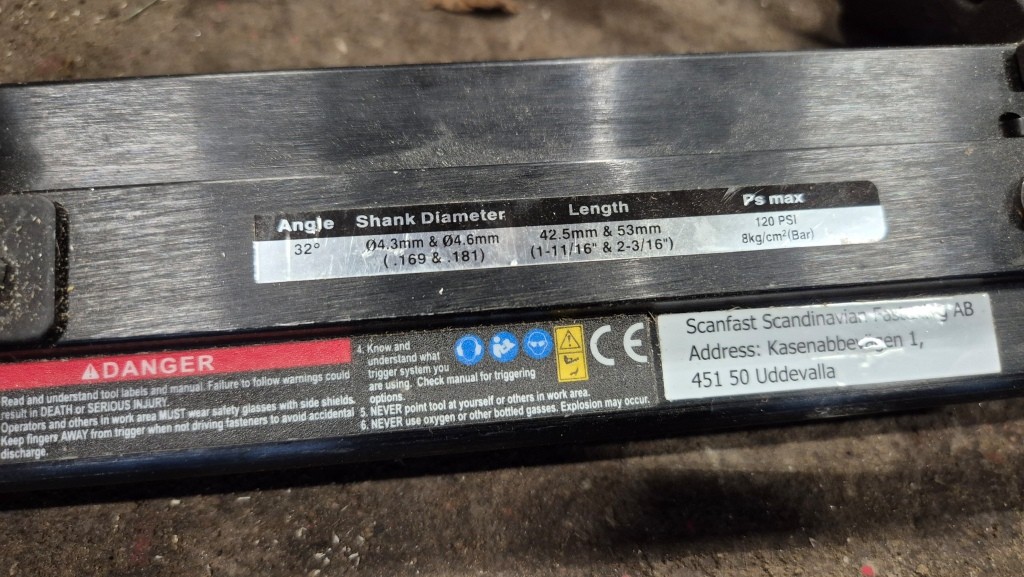 Angle Shank Diameter Length Ps max
32° Ø4.3mm & Ø4.6mm 42.5mm & 53mm 120 PSI
(.169 & .181) (1-11/16" & 2-3/16") 8kg/cm²(Bar)
DANGER
Read and understand tool labels and manual. Failure to follow warnings could
result in DEATH or SERIOUS INJURY.
Operators and others in work area MUST wear safety glasses with side shields.
Keep fingers AWAY from trigger when not driving fasteners to avoid accidental
discharge.
4. Know and
understand what
trigger system you
are using. Check manual for triggering
options.
5. NEVER point tool at yourself or others in work area.
6. NEVER use oxygen or other bottled gasses. Explosion may occur.
CE
Scanfast Scandinavian AB
Address: Kasenabbevägen 1,
451 50 Uddevalla